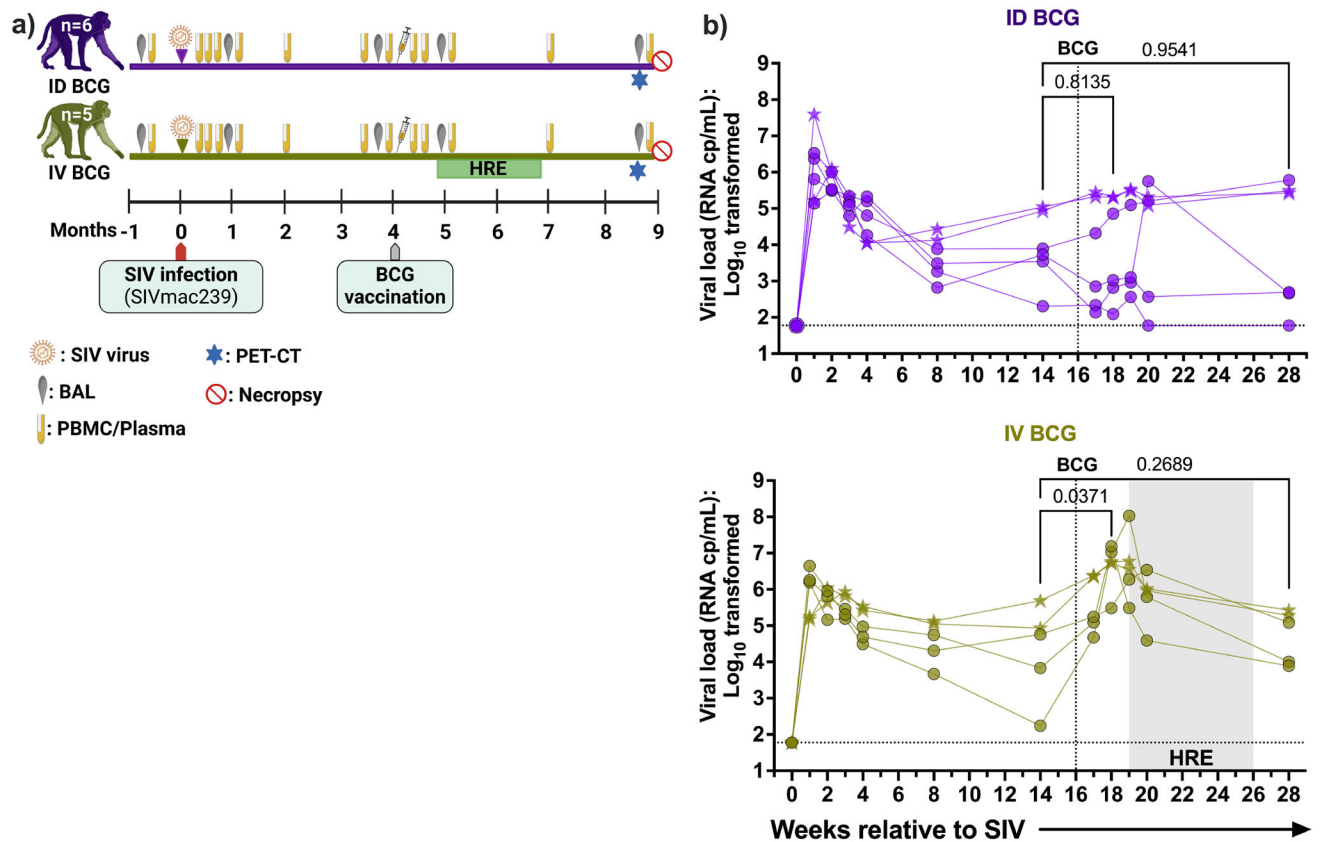 a)
n=6
ID BCG
n=5
IV BCG
HRE
Months -1 0 1 2 3 4 5 6 7 8 9
SIV infection
(SIVmac239)
BCG
vaccination
: SIV virus
: PET-CT
: BAL
: Necropsy
: PBMC/Plasma
b)
ID BCG
BCG
0.9541
0.8135
Viral load (RNA cp/mL):
Log10 transformed
9
8
7
6
5
4
3
2
1
0 2 4 6 8 10 12 14 16 18 20 22 24 26 28
IV BCG
BCG
0.2689
0.0371
Viral load (RNA cp/mL):
Log10 transformed
9
8
7
6
5
4
3
2
1
HRE
0 2 4 6 8 10 12 14 16 18 20 22 24 26 28
Weeks relative to SIV